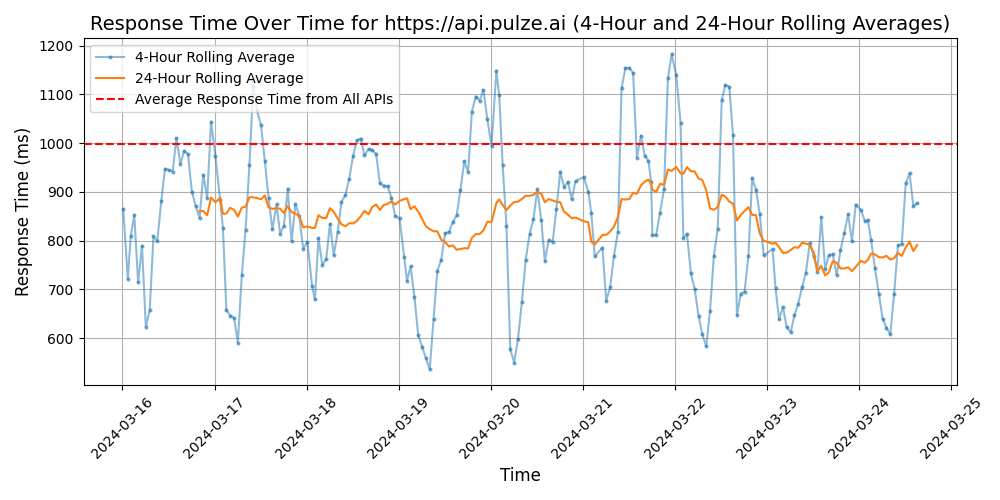 Response Time Over Time for https://api.pulze.ai (4-Hour and 24-Hour Rolling Averages)
4-Hour Rolling Average
24-Hour Rolling Average
Average Response Time from All APIs
Response Time (ms)
1200
1100
1000
900
800
700
600
2024-03-16
2024-03-17
2024-03-18
2024-03-19
2024-03-20
2024-03-21
2024-03-22
2024-03-23
2024-03-24
2024-03-25
Time